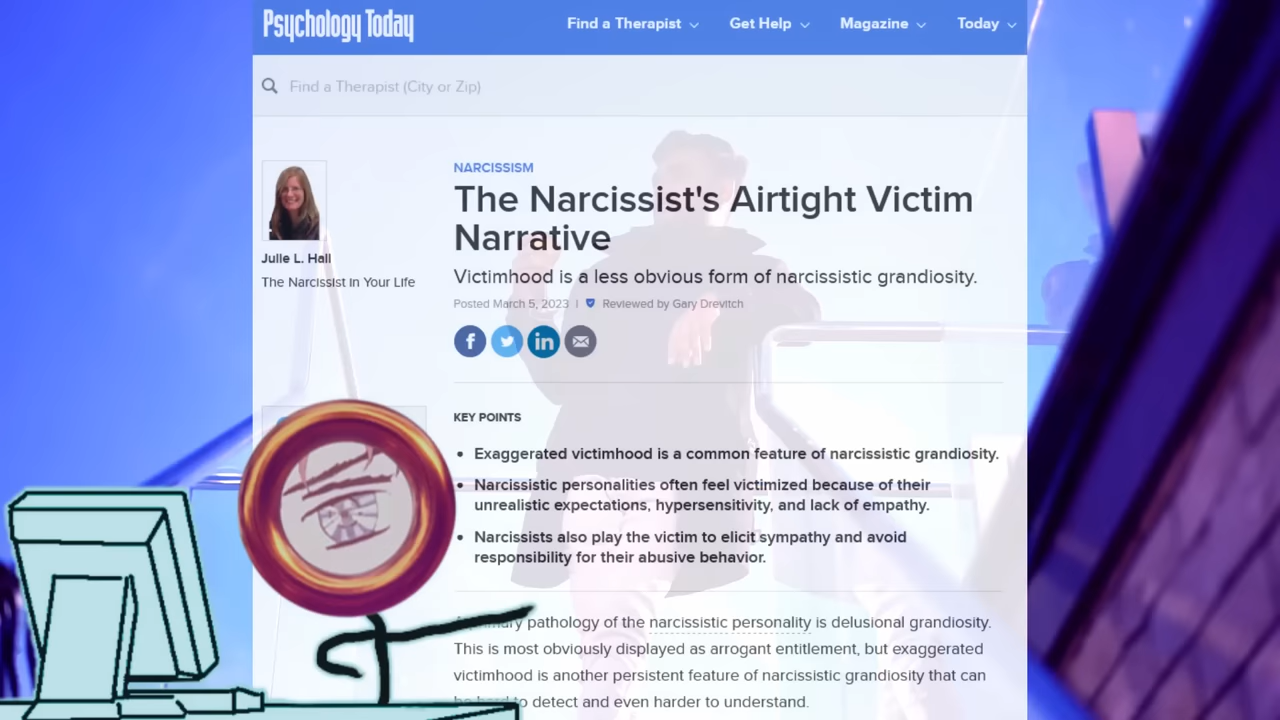 Psychology Today
Find a Therapist
Get Help
Magazine
Today
Find a Therapist (City or Zip)
Julie L. Hall
The Narcissist in Your Life
NARCISSISM
The Narcissist's Airtight Victim
Narrative
Victimhood is a less obvious form of narcissistic grandiosity.
Posted March 5, 2023 | Reviewed by Gary Drevitch
f
in
KEY POINTS
Exaggerated victimhood is a common feature of narcissistic grandiosity.
Narcissistic personalities often feel victimized because of their
unrealistic expectations, hypersensitivity, and lack of empathy.
Narcissists also play the victim to elicit sympathy and avoid
responsibility for their abusive behavior.
pathology of the narcissistic personality is delusional grandiosity.
This is most obviously displayed as arrogant entitlement, but exaggerated
victimhood is another persistent feature of narcissistic grandiosity that can
to detect and even harder to understand.